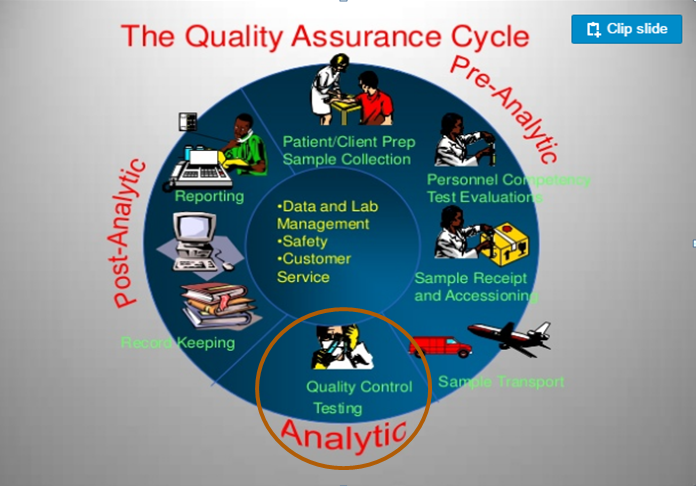 The Quality Assurance Cycle
Clip slide
Pre-Analytic
Patient/Client Prep
Sample Collection
Personnel Competency
Test Evaluations
Reporting
•Data and Lab
Management
•Safety
•Customer
Service
Post-Analytic
Sample Receipt
and Accessioning
Record Keeping
Sample Transport
Quality Control
Testing
Analytic